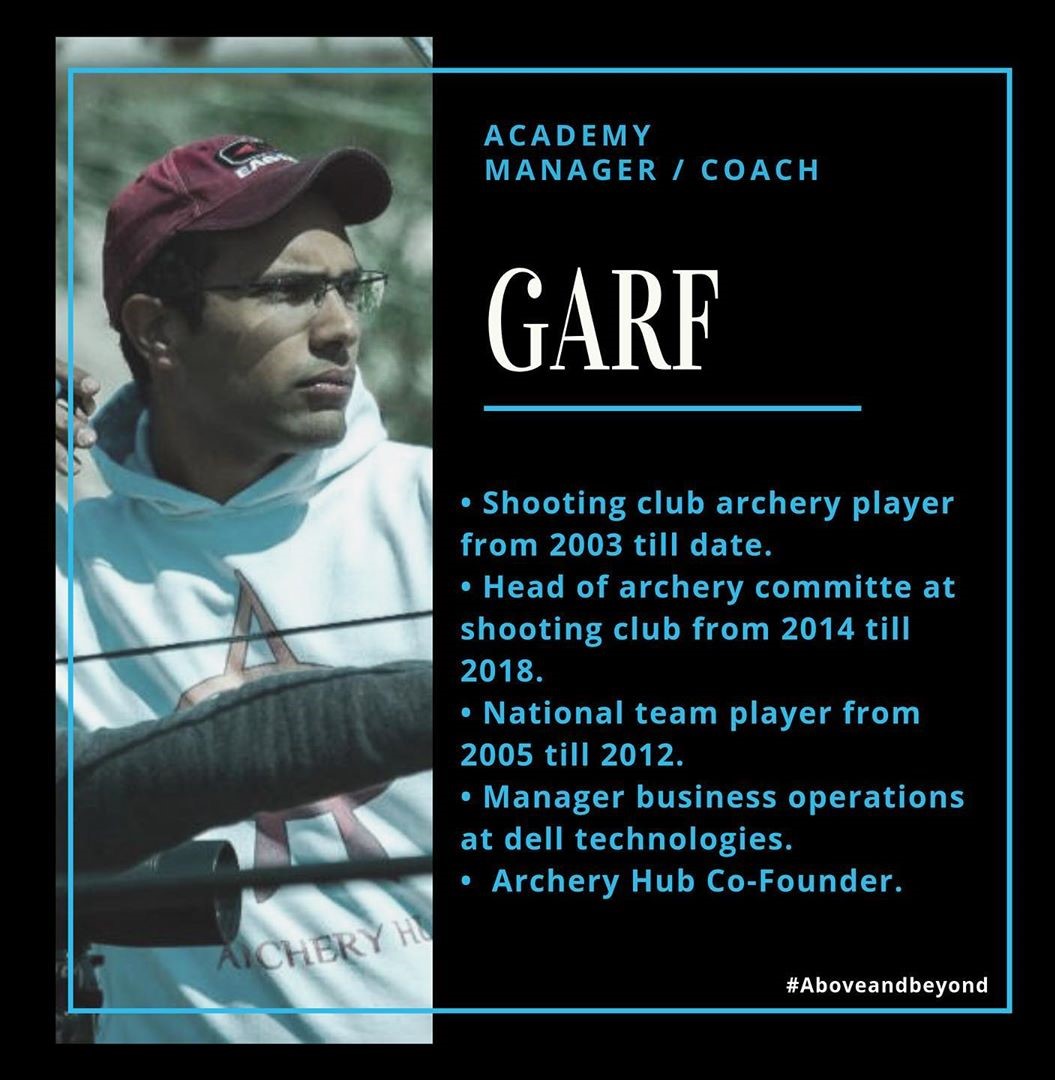 ACADEMY
MANAGER / COACH
GARF
• Shooting club archery player
from 2003 till date.
• Head of archery committe at
shooting club from 2014 till
2018.
• National team player from
2005 till 2012.
• Manager business operations
at dell technologies.
• Archery Hub Co-Founder.
ARCHERY HU
#Aboveandbeyond